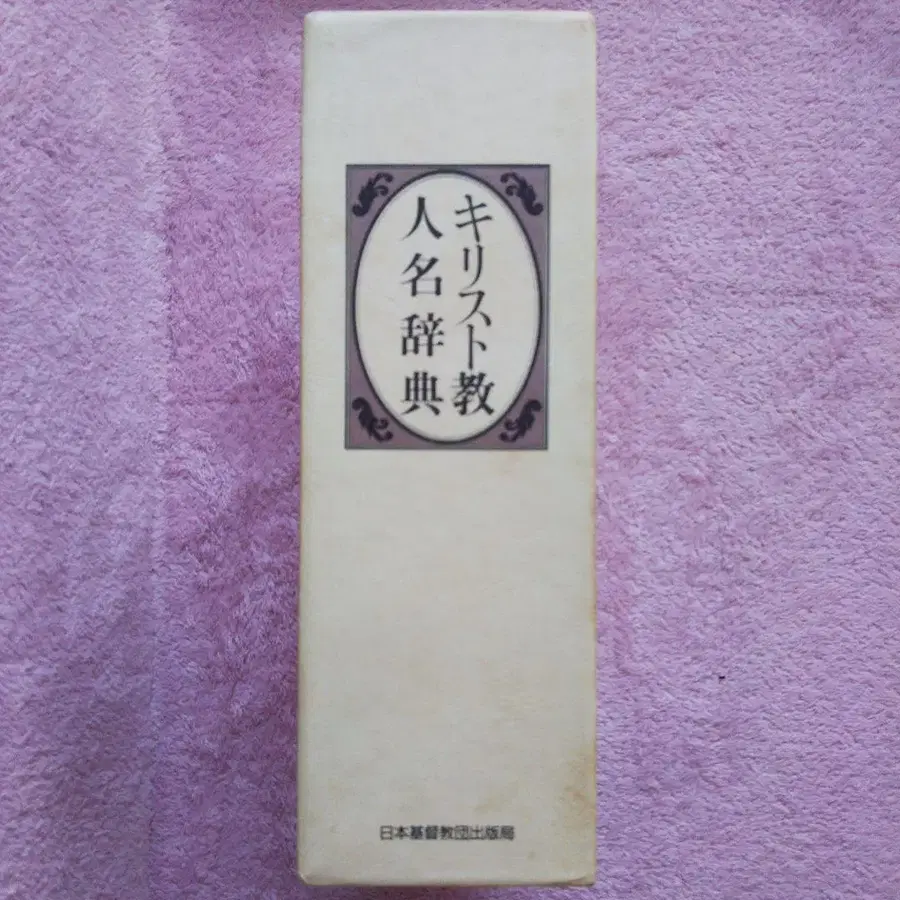 キリスト教
人名辞典
日本基督教団出版局